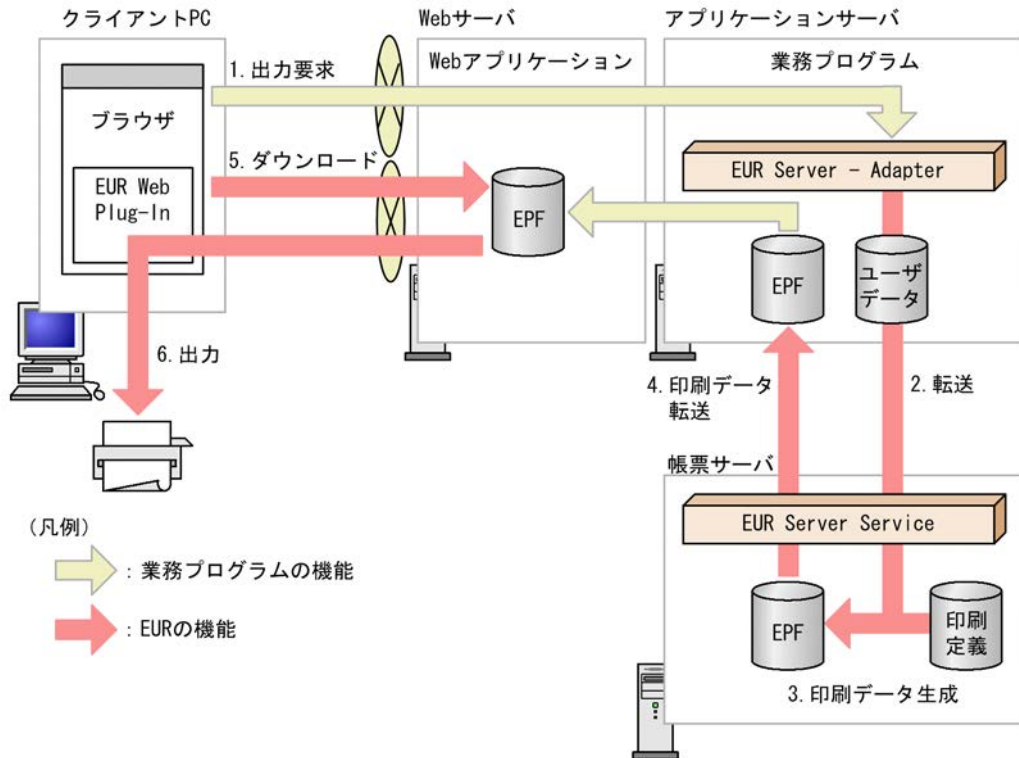 クライアントPC
Webサーバ
アプリケーションサーバ
1.出力要求
Webアプリケーション
業務プログラム
ブラウザ
5.ダウンロード
EUR Server − Adapter
EUR Web
Plug-In
EPF
EPF
ユーザ
データ
6.出力
4.印刷データ
転送
2.転送
帳票サーバ
EUR Server Service
(凡例)
:業務プログラムの機能
:EURの機能
EPF
印刷
定義
3.印刷データ生成